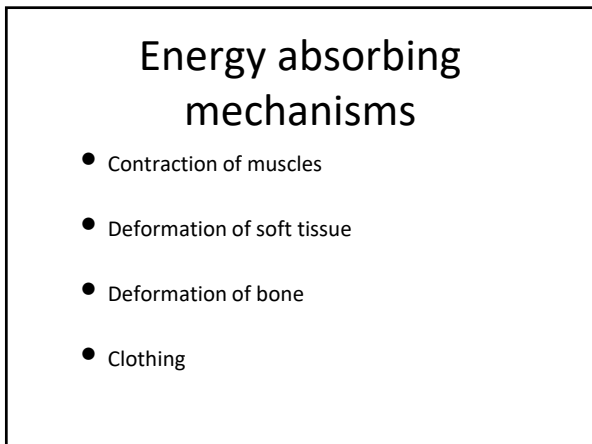 Energy absorbing
mechanisms
• Contraction of muscles
• Deformation of soft tissue
• Deformation of bone
• Clothing